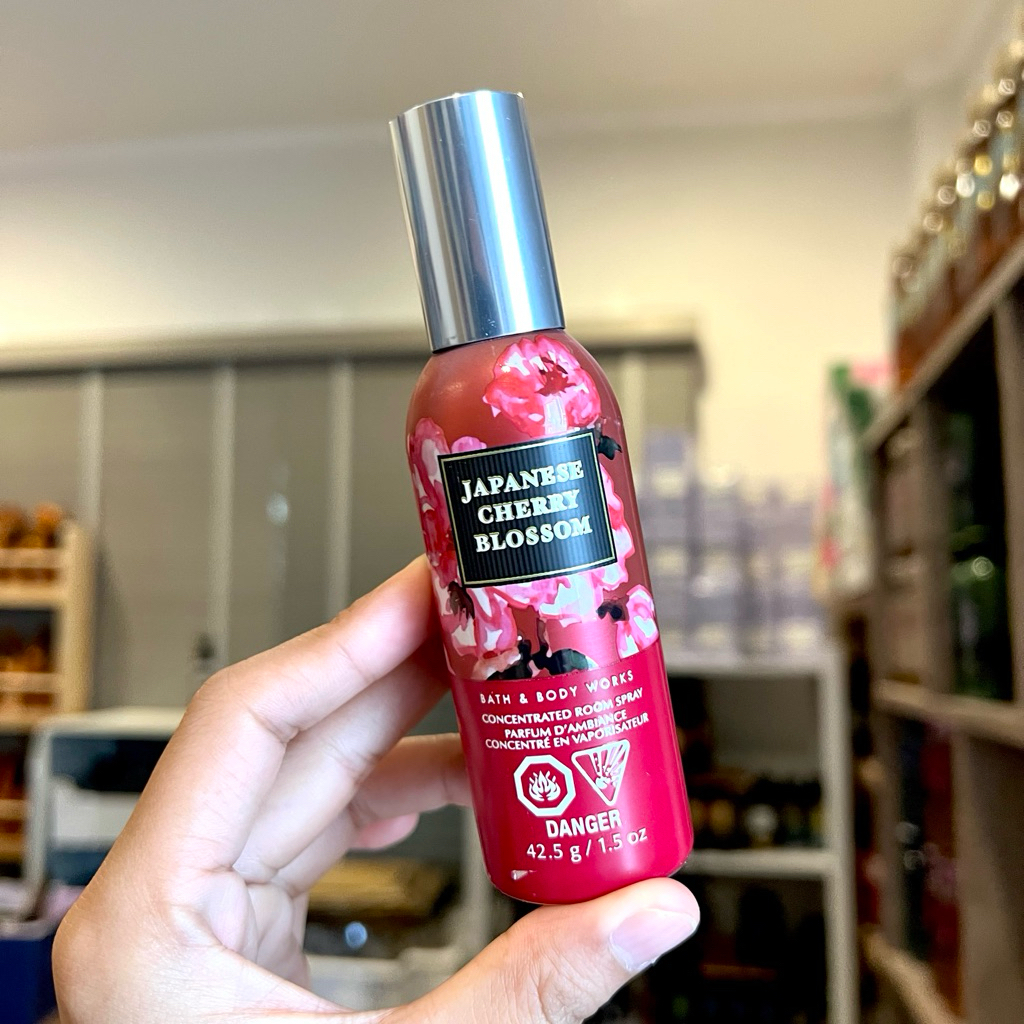 JAPANESE
CHERRY
BLOSSOM
BATH & BODY WORKS
CONCENTRATED ROOM SPRAY
PARFUM D'AMBIANCE
CONCENTRÉ EN VAPORISATEUR
DANGER
42.5 g / 1.5 oz